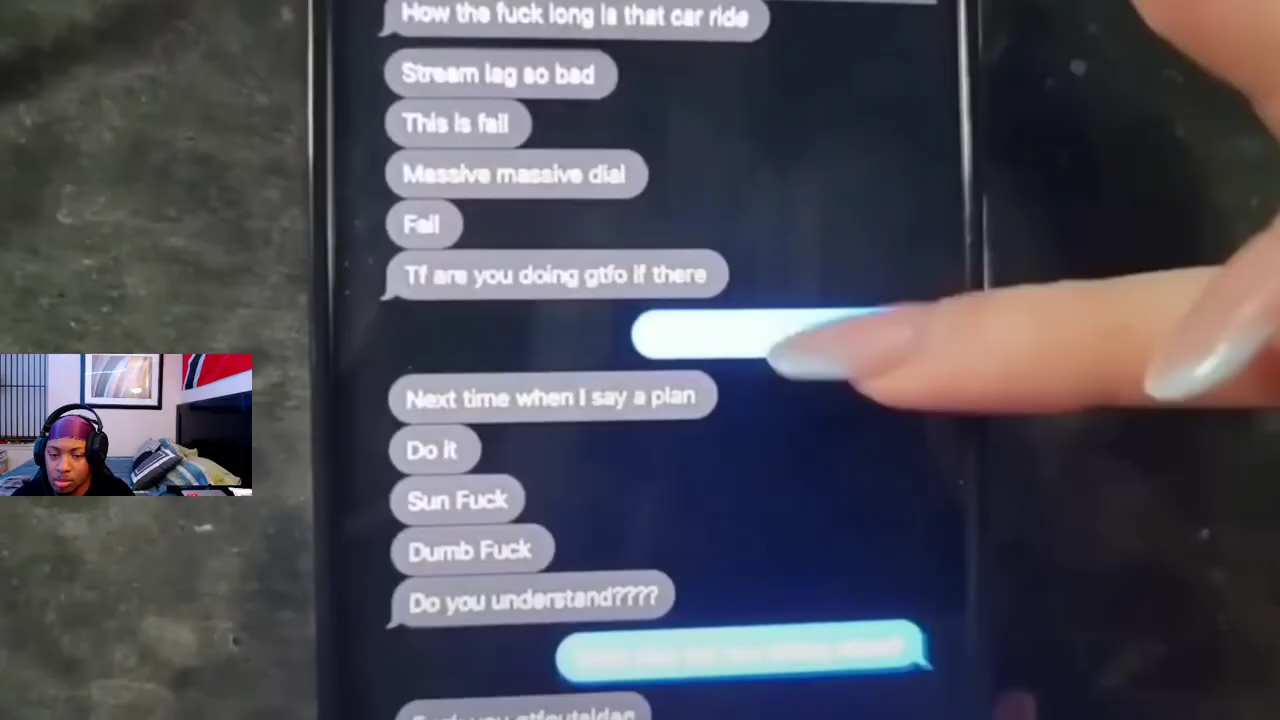 How the fuck long is that car ride
Stream lag so bad
This is fail
Massive massive dial
Fail
Tf are you doing gtfo if there
Next time when I say a plan
Do it
Sun Fuck
Dumb Fuck
Do you understand????